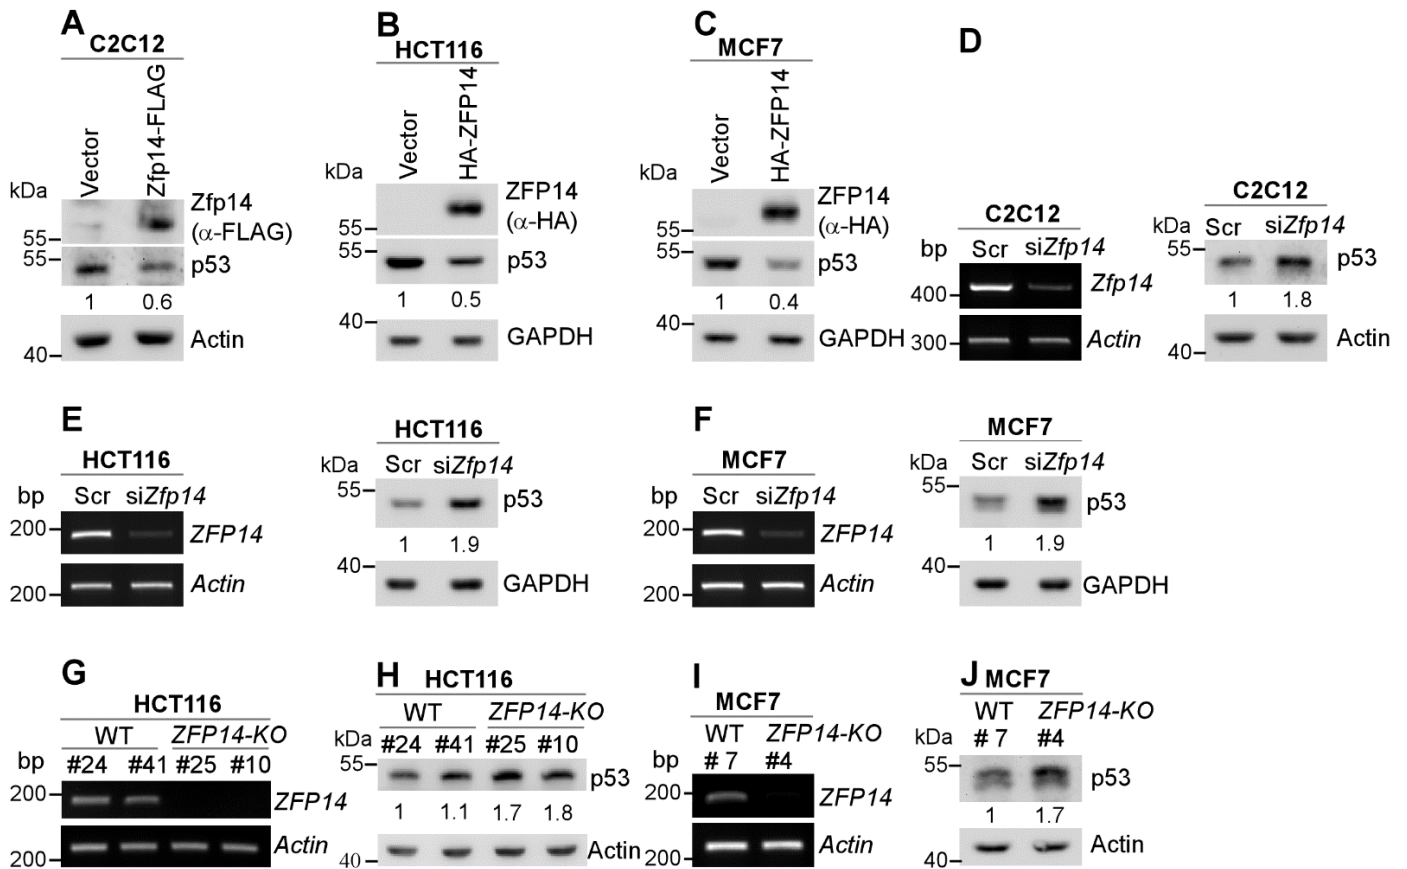 A
C2C12
Vector
Zfp14-FLAG
kDa
55
Zfp14
(α-FLAG)
55
p53
1 0.6
40
Actin
B
HCT116
Vector
HA-ZFP14
kDa
55
ZFP14
(α-HA)
55
p53
1 0.5
40
GAPDH
C
MCF7
Vector
HA-ZFP14
kDa
55
ZFP14
(α-HA)
55
p53
1 0.4
40
GAPDH
D
C2C12
bp Scr siZfp14
400 Zfp14
300 Actin
C2C12
kDa Scr siZfp14
55 p53
1 1.8
40 Actin
E
HCT116
bp Scr siZfp14
200 ZFP14
200 Actin
HCT116
kDa Scr siZfp14
55 p53
1 1.9
40 GAPDH
F
MCF7
bp Scr siZfp14
200 ZFP14
200 Actin
MCF7
kDa Scr siZfp14
55 p53
1 1.9
40 GAPDH
G
HCT116
WT ZFP14-KO
bp #24 #41 #25 #10
200 ZFP14
200 Actin
H
HCT116
WT ZFP14-KO
kDa #24 #41 #25 #10
55 p53
1 1.1 1.7 1.8
40 Actin
I
MCF7
WT ZFP14-KO
bp # 7 #4
200 ZFP14
200 Actin
J
MCF7
WT ZFP14-KO
kDa # 7 #4
55 p53
1 1.7
40 Actin